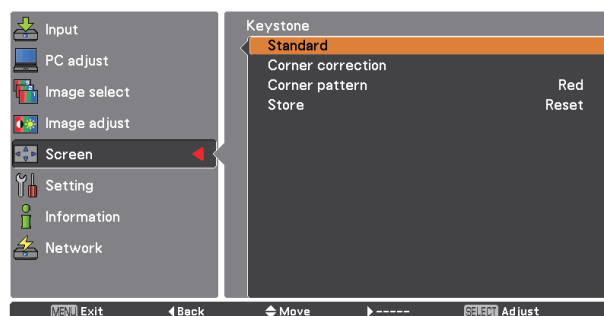 Input
PC adjust
Image select
Image adjust
Screen
Setting
Information
Network
Keystone
Standard
Corner correction
Corner pattern Red
Store Reset
MENU Exit ◀Back ◆Move ▶----- SELECT Adjust